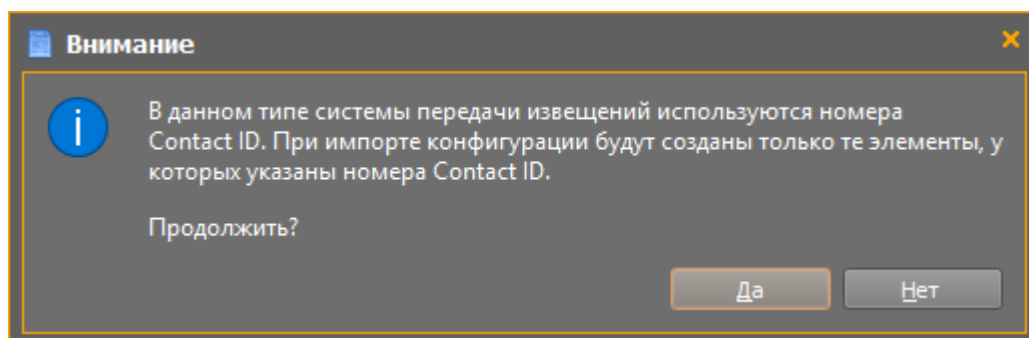 Внимание
В данном типе системы передачи извещений используются номера
Contact ID. При импорте конфигурации будут созданы только те элементы, у
которых указаны номера Contact ID.
Продолжить?
Да
Нет